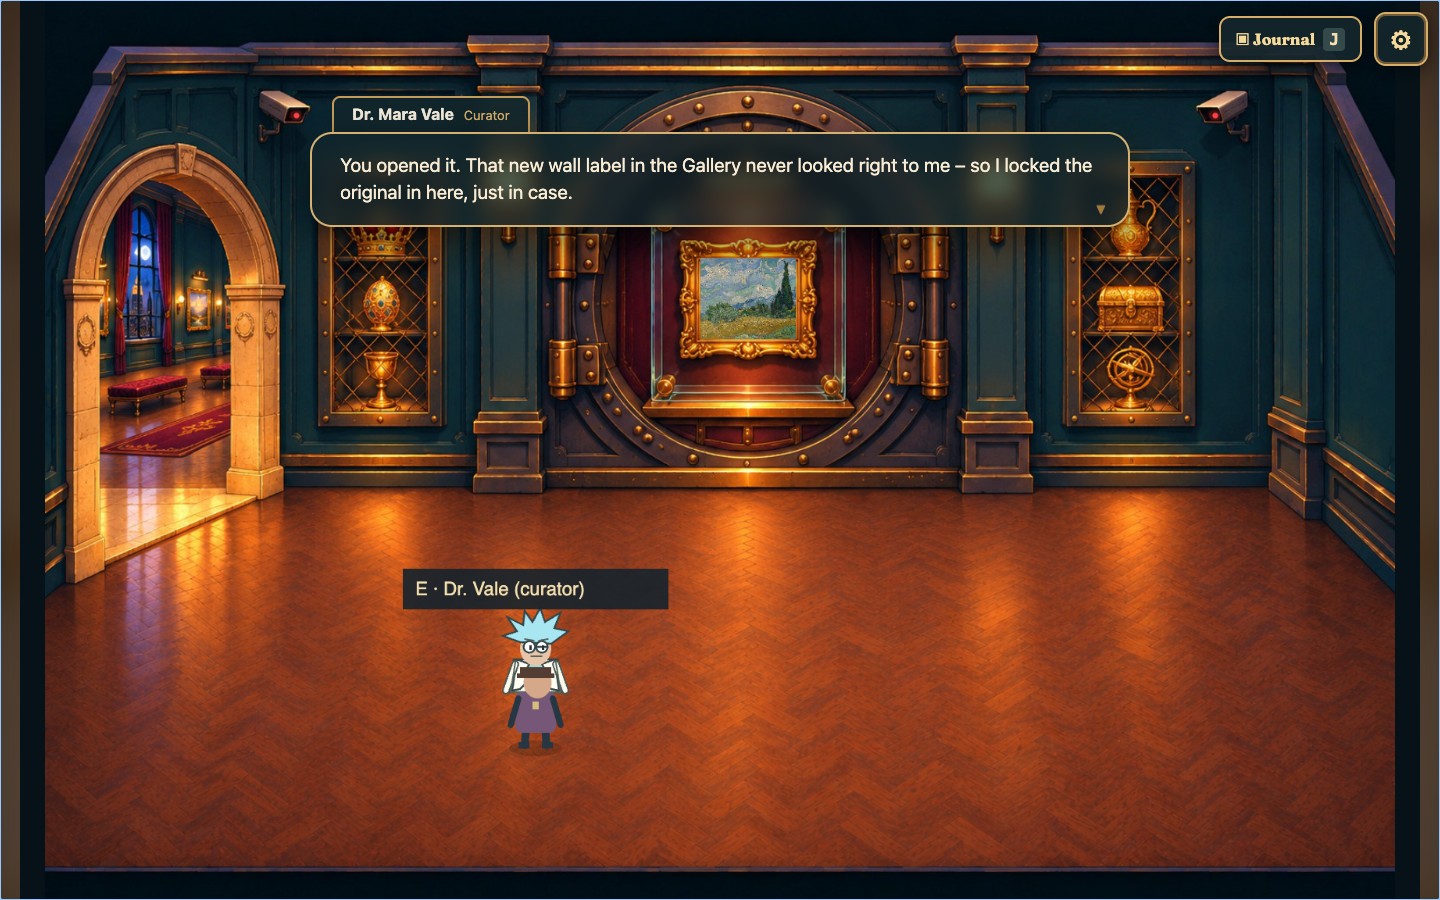 Journal J
Dr. Mara Vale Curator
You opened it. That new wall label in the Gallery never looked right to me – so I locked the
original in here, just in case.
E · Dr. Vale (curator)